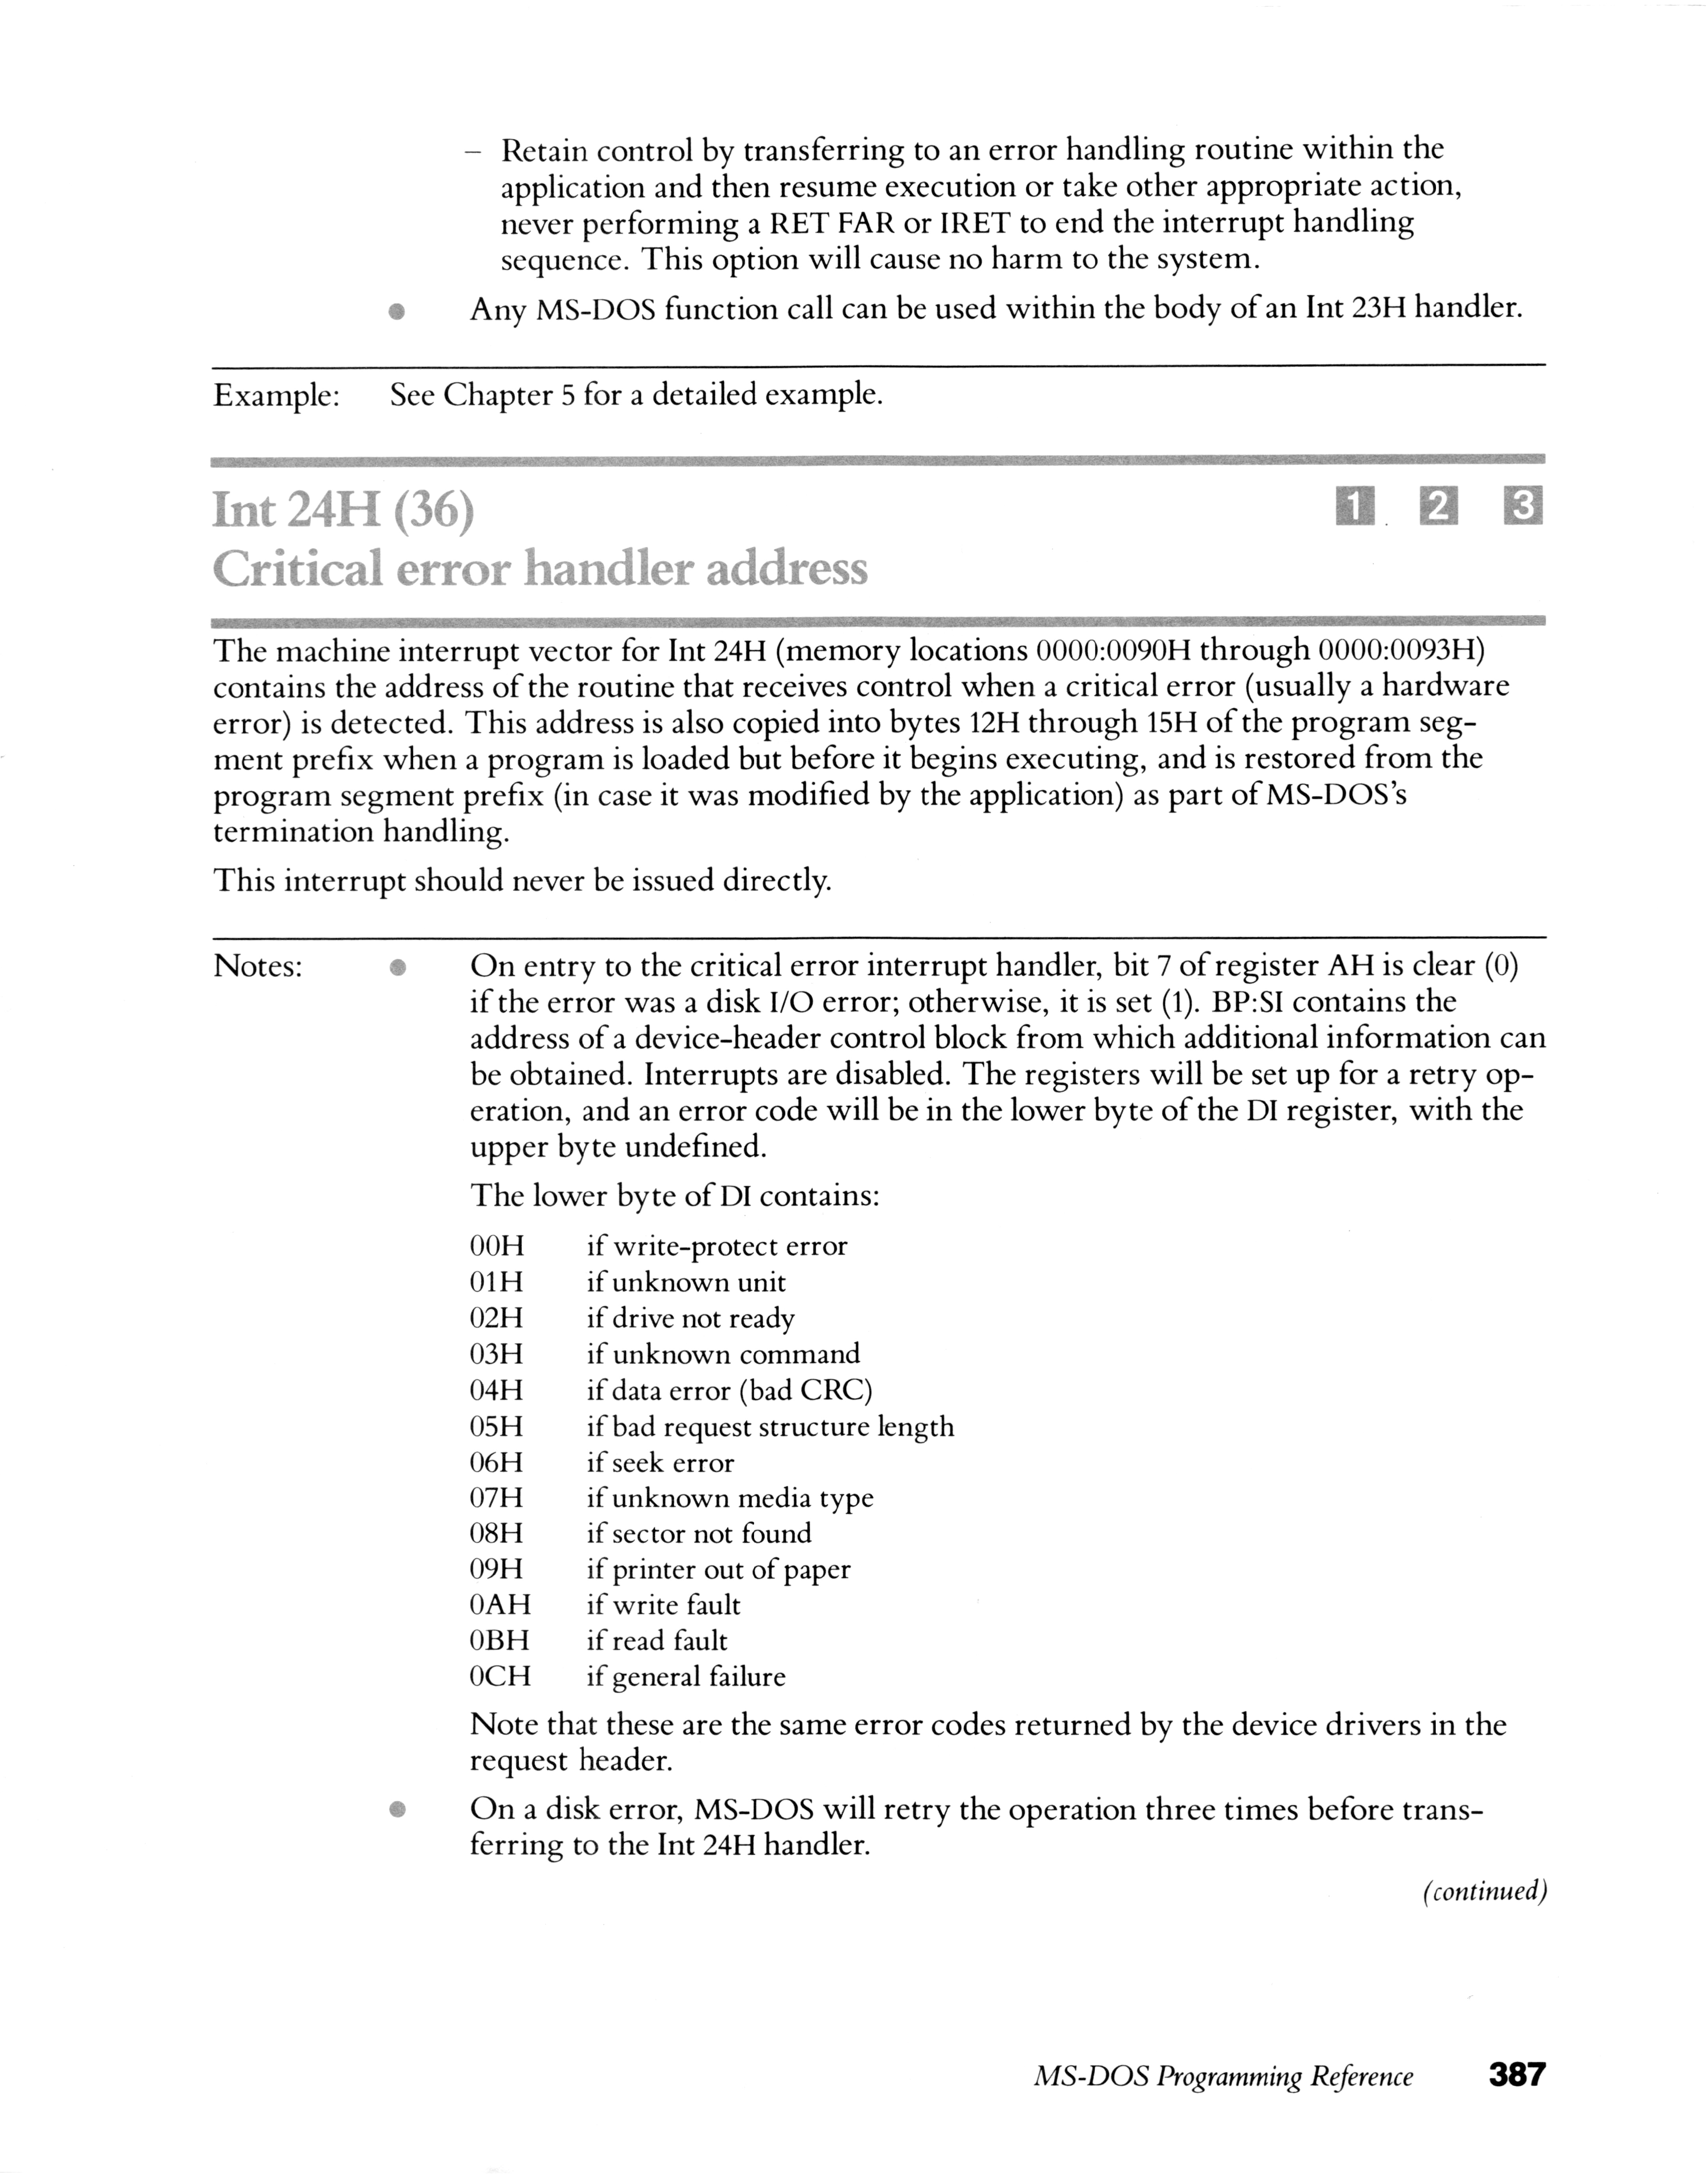 – Retain control by transferring to an error handling routine within the
application and then resume execution or take other appropriate action,
never performing a RET FAR or IRET to end the interrupt handling
sequence. This option will cause no harm to the system.
● Any MS-DOS function call can be used within the body of an Int 23H handler.
Example: See Chapter 5 for a detailed example.
Int 24H (36) 1 2 3
Critical error handler address
The machine interrupt vector for Int 24H (memory locations 0000:0090H through 0000:0093H)
contains the address of the routine that receives control when a critical error (usually a hardware
error) is detected. This address is also copied into bytes 12H through 15H of the program seg-
ment prefix when a program is loaded but before it begins executing, and is restored from the
program segment prefix (in case it was modified by the application) as part of MS-DOS's
termination handling.
This interrupt should never be issued directly.
Notes: ● On entry to the critical error interrupt handler, bit 7 of register AH is clear (0)
if the error was a disk I/O error; otherwise, it is set (1). BP:SI contains the
address of a device-header control block from which additional information can
be obtained. Interrupts are disabled. The registers will be set up for a retry op-
eration, and an error code will be in the lower byte of the DI register, with the
upper byte undefined.
The lower byte of DI contains:
00H if write-protect error
01H if unknown unit
02H if drive not ready
03H if unknown command
04H if data error (bad CRC)
05H if bad request structure length
06H if seek error
07H if unknown media type
08H if sector not found
09H if printer out of paper
0AH if write fault
0BH if read fault
0CH if general failure
Note that these are the same error codes returned by the device drivers in the
request header.
● On a disk error, MS-DOS will retry the operation three times before trans-
ferring to the Int 24H handler.
(continued)
MS-DOS Programming Reference 387